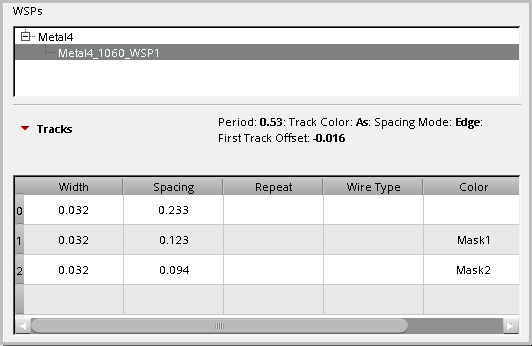 WSPs
Metal4
Metal4_1060_WSP1
Tracks
Period: 0.53: Track Color: As: Spacing Mode: Edge:
First Track Offset: -0.016
Width Spacing Repeat Wire Type Color
0 0.032 0.233
1 0.032 0.123 Mask1
2 0.032 0.094 Mask2